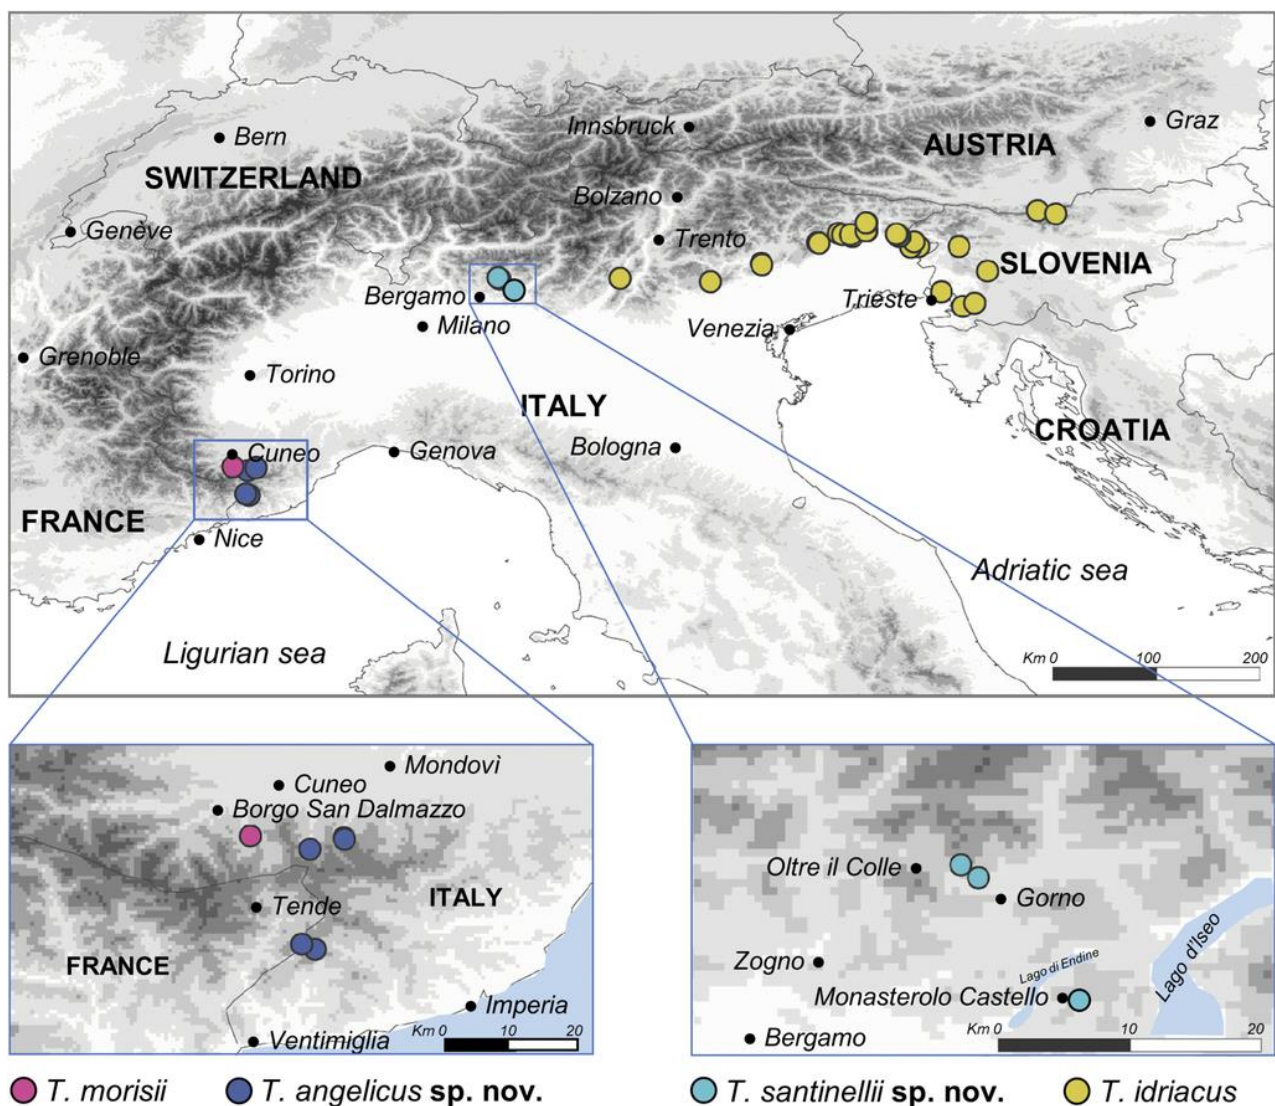 Bern
Innsbruck
AUSTRIA
Graz
SWITZERLAND
Bolzano
Genève
Trento
SLOVENIA
Bergamo
Trieste
Milano
Venezia
Grenoble
Torino
ITALY
CROATIA
Cuneo
Genova
Bologna
FRANCE
Nice
Adriatic sea
Ligurian sea
Km 0 100 200
Mondovì
Cuneo
Borgo San Dalmazzo
ITALY
Tende
FRANCE
Imperia
Km 0 10 20
Ventimiglia
Oltre il Colle
Gorno
Lago d'Iseo
Zogno
Lago di Endine
Monasterolo Castello
Km 0 10 20
Bergamo
T. morisii
T. angelicus sp. nov.
T. santinellii sp. nov.
T. idriacus